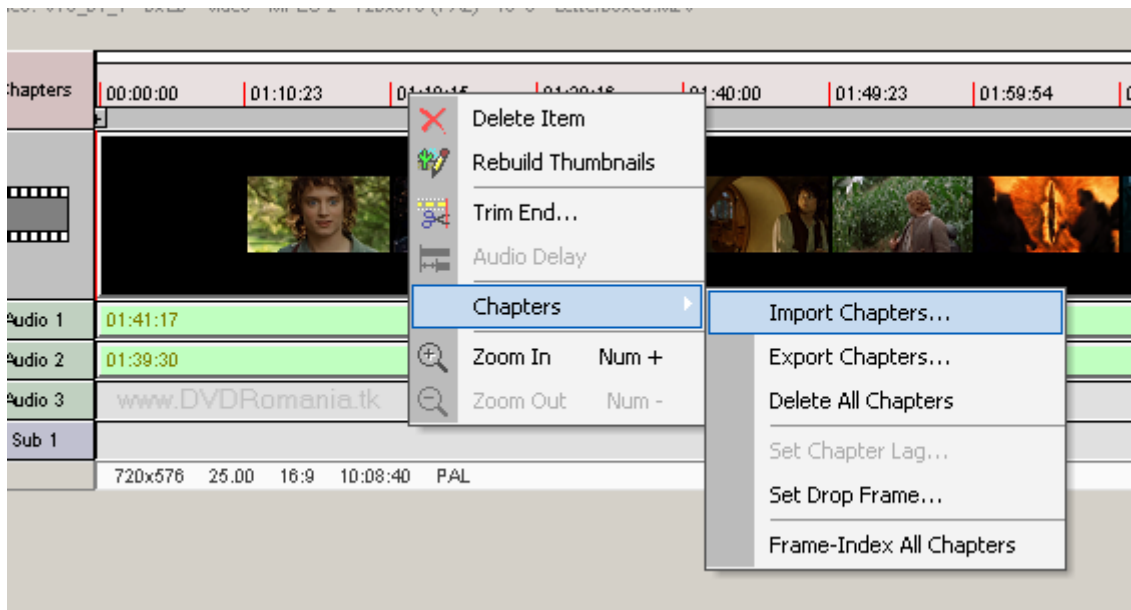 Chapters
00:00:00
01:10:23
:40:00
01:49:23
01:59:54
Delete Item
Rebuild Thumbnails
Trim End...
Audio Delay
Chapters
Zoom In Num +
Zoom Out Num -
Import Chapters...
Export Chapters...
Delete All Chapters
Set Chapter Lag...
Set Drop Frame...
Frame-Index All Chapters
Audio 1
01:41:17
Audio 2
01:39:30
Audio 3
www.DVDRomania.tk
Sub 1
720x576 25.00 16:9 10:08:40 PAL